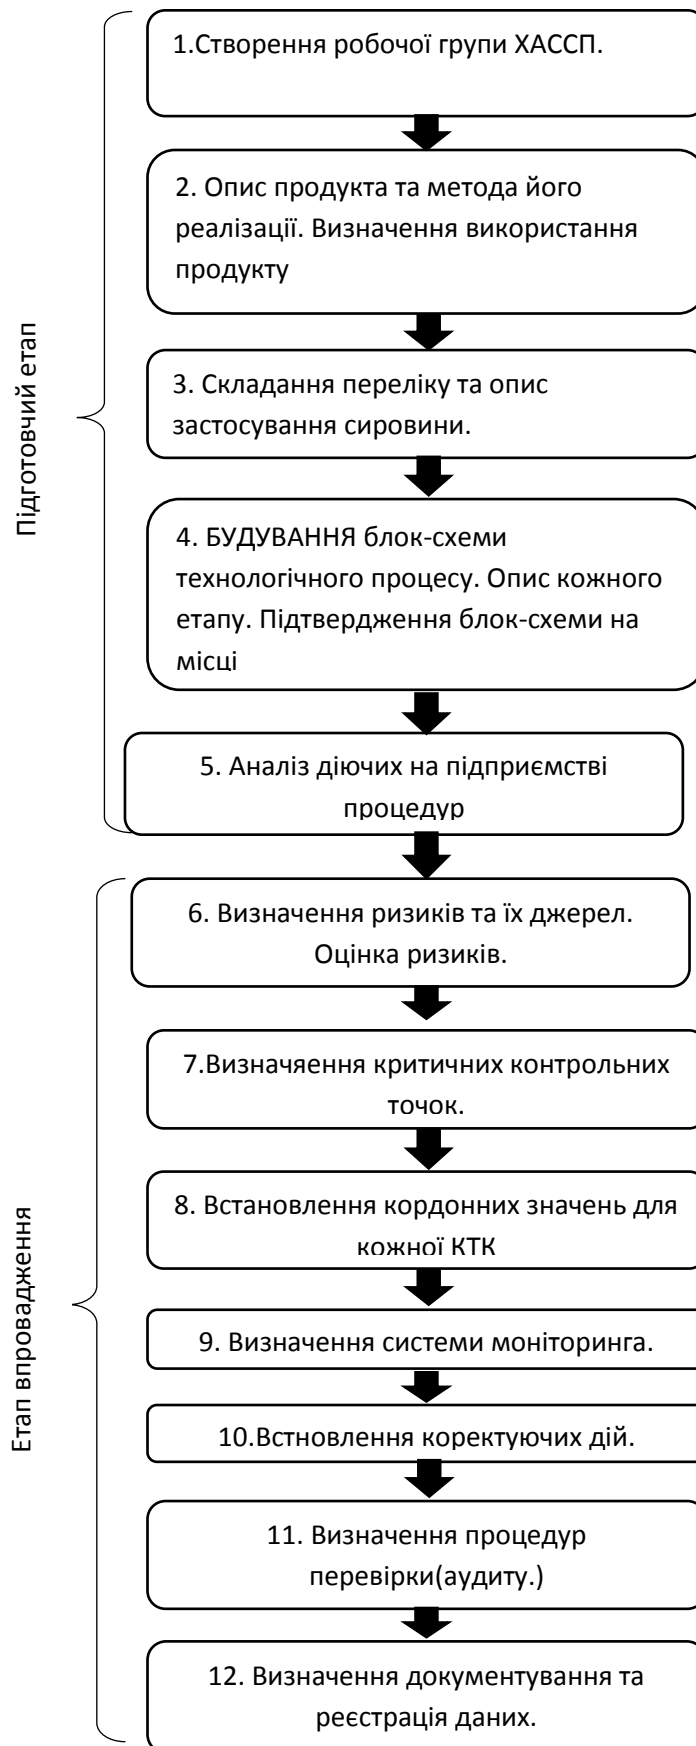 1.Створення робочої групи ХАССП.
2. Опис продукта та метода його
реалізації. Визначення використання
продукту
3. Складання переліку та опис
застосування сировини.
4. БУДУВАННЯ блок-схеми
технологічного процесу. Опис кожного
етапу. Підтвердження блок-схеми на
місці
5. Аналіз діючих на підприємстві
процедур
Підготовчий етап
6. Визначення ризиків та їх джерел.
Оцінка ризиків.
7.Визначяення критичних контрольних
точок.
8. Встановлення кордонних значень для
кожної КТК
9. Визначення системи моніторинга.
10.Встновлення коректуючих дій.
11. Визначення процедур
перевірки(аудиту.)
12. Визначення документування та
реєстрація даних.
Етап впровадження